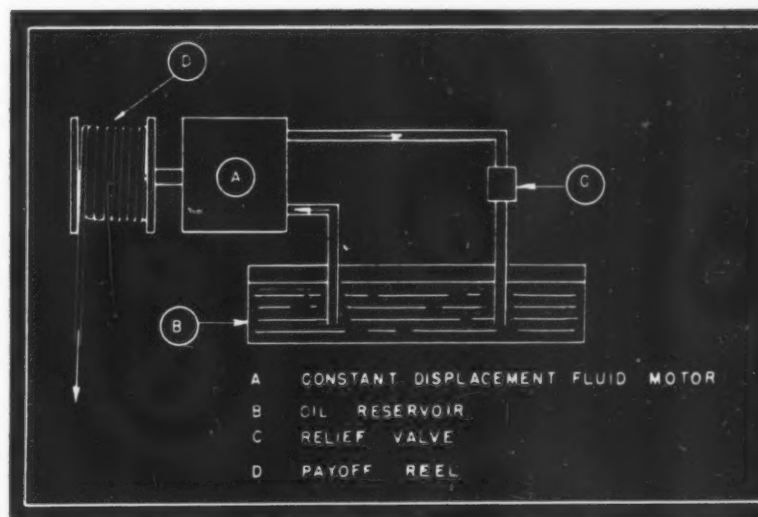 D
A
C
B
A CONSTANT DISPLACEMENT FLUID MOTOR
B OIL RESERVOIR
C RELIEF VALVE
D PAYOFF REEL